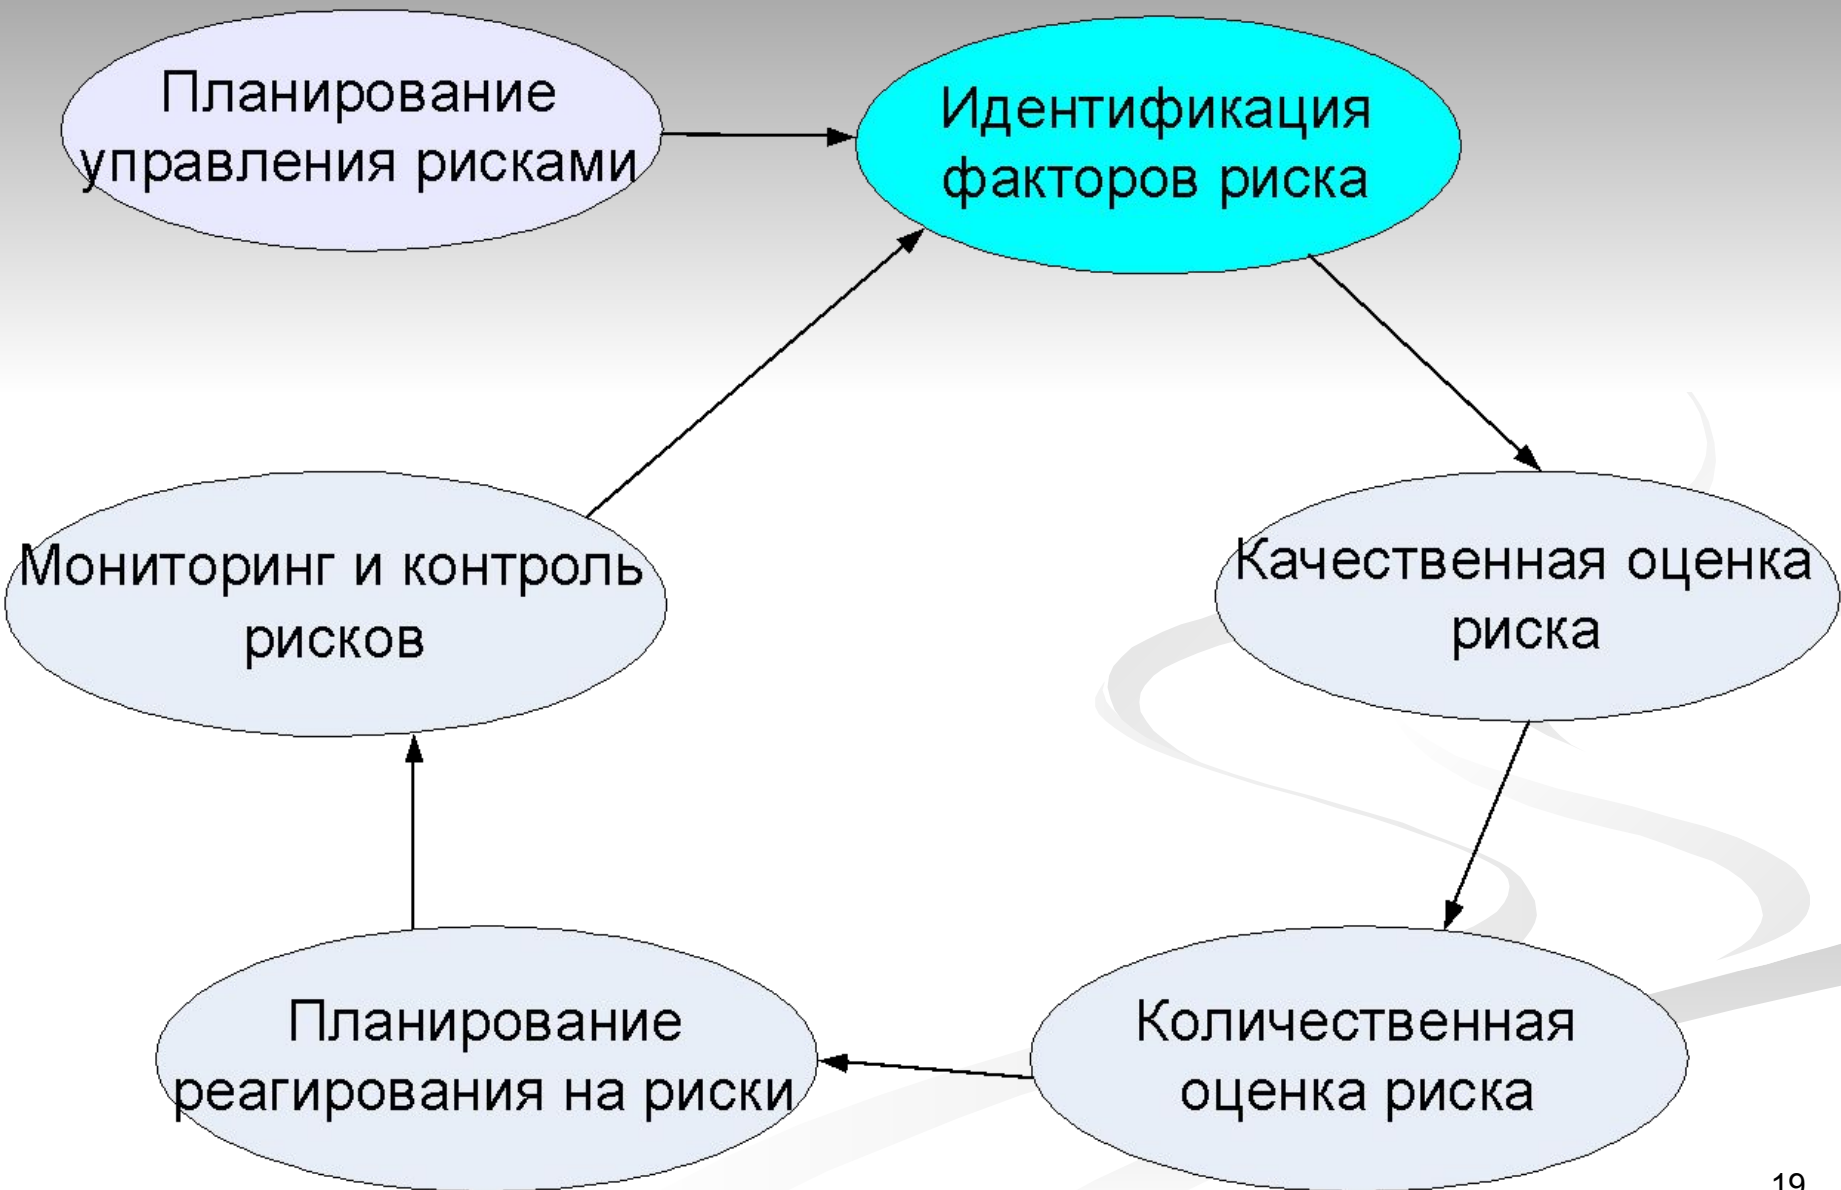 Планирование
управления рисками
Идентификация
факторов риска
Мониторинг и контроль
рисков
Качественная оценка
риска
Планирование
реагирования на риски
Количественная
оценка риска
19